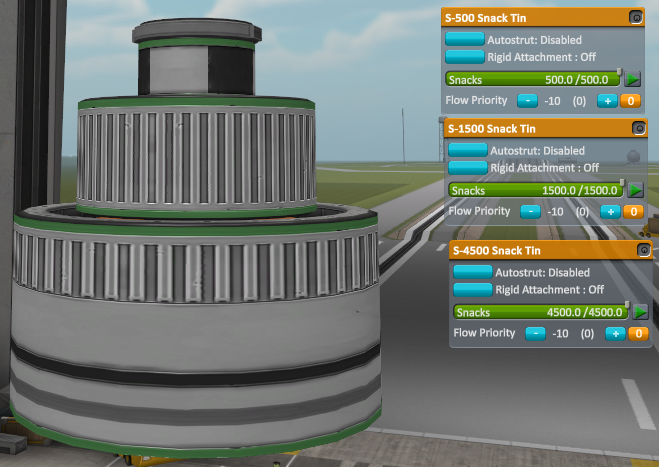 S-500 Snack Tin
Autostrut: Disabled
Rigid Attachment : Off
Snacks 500.0 /500.0
Flow Priority - -10 (0) + 0
S-1500 Snack Tin
Autostrut: Disabled
Rigid Attachment : Off
Snacks 1500.0 /1500.0
Flow Priority - -10 (0) + 0
S-4500 Snack Tin
Autostrut: Disabled
Rigid Attachment : Off
Snacks 4500.0 /4500.0
Flow Priority - -10 (0) + 0